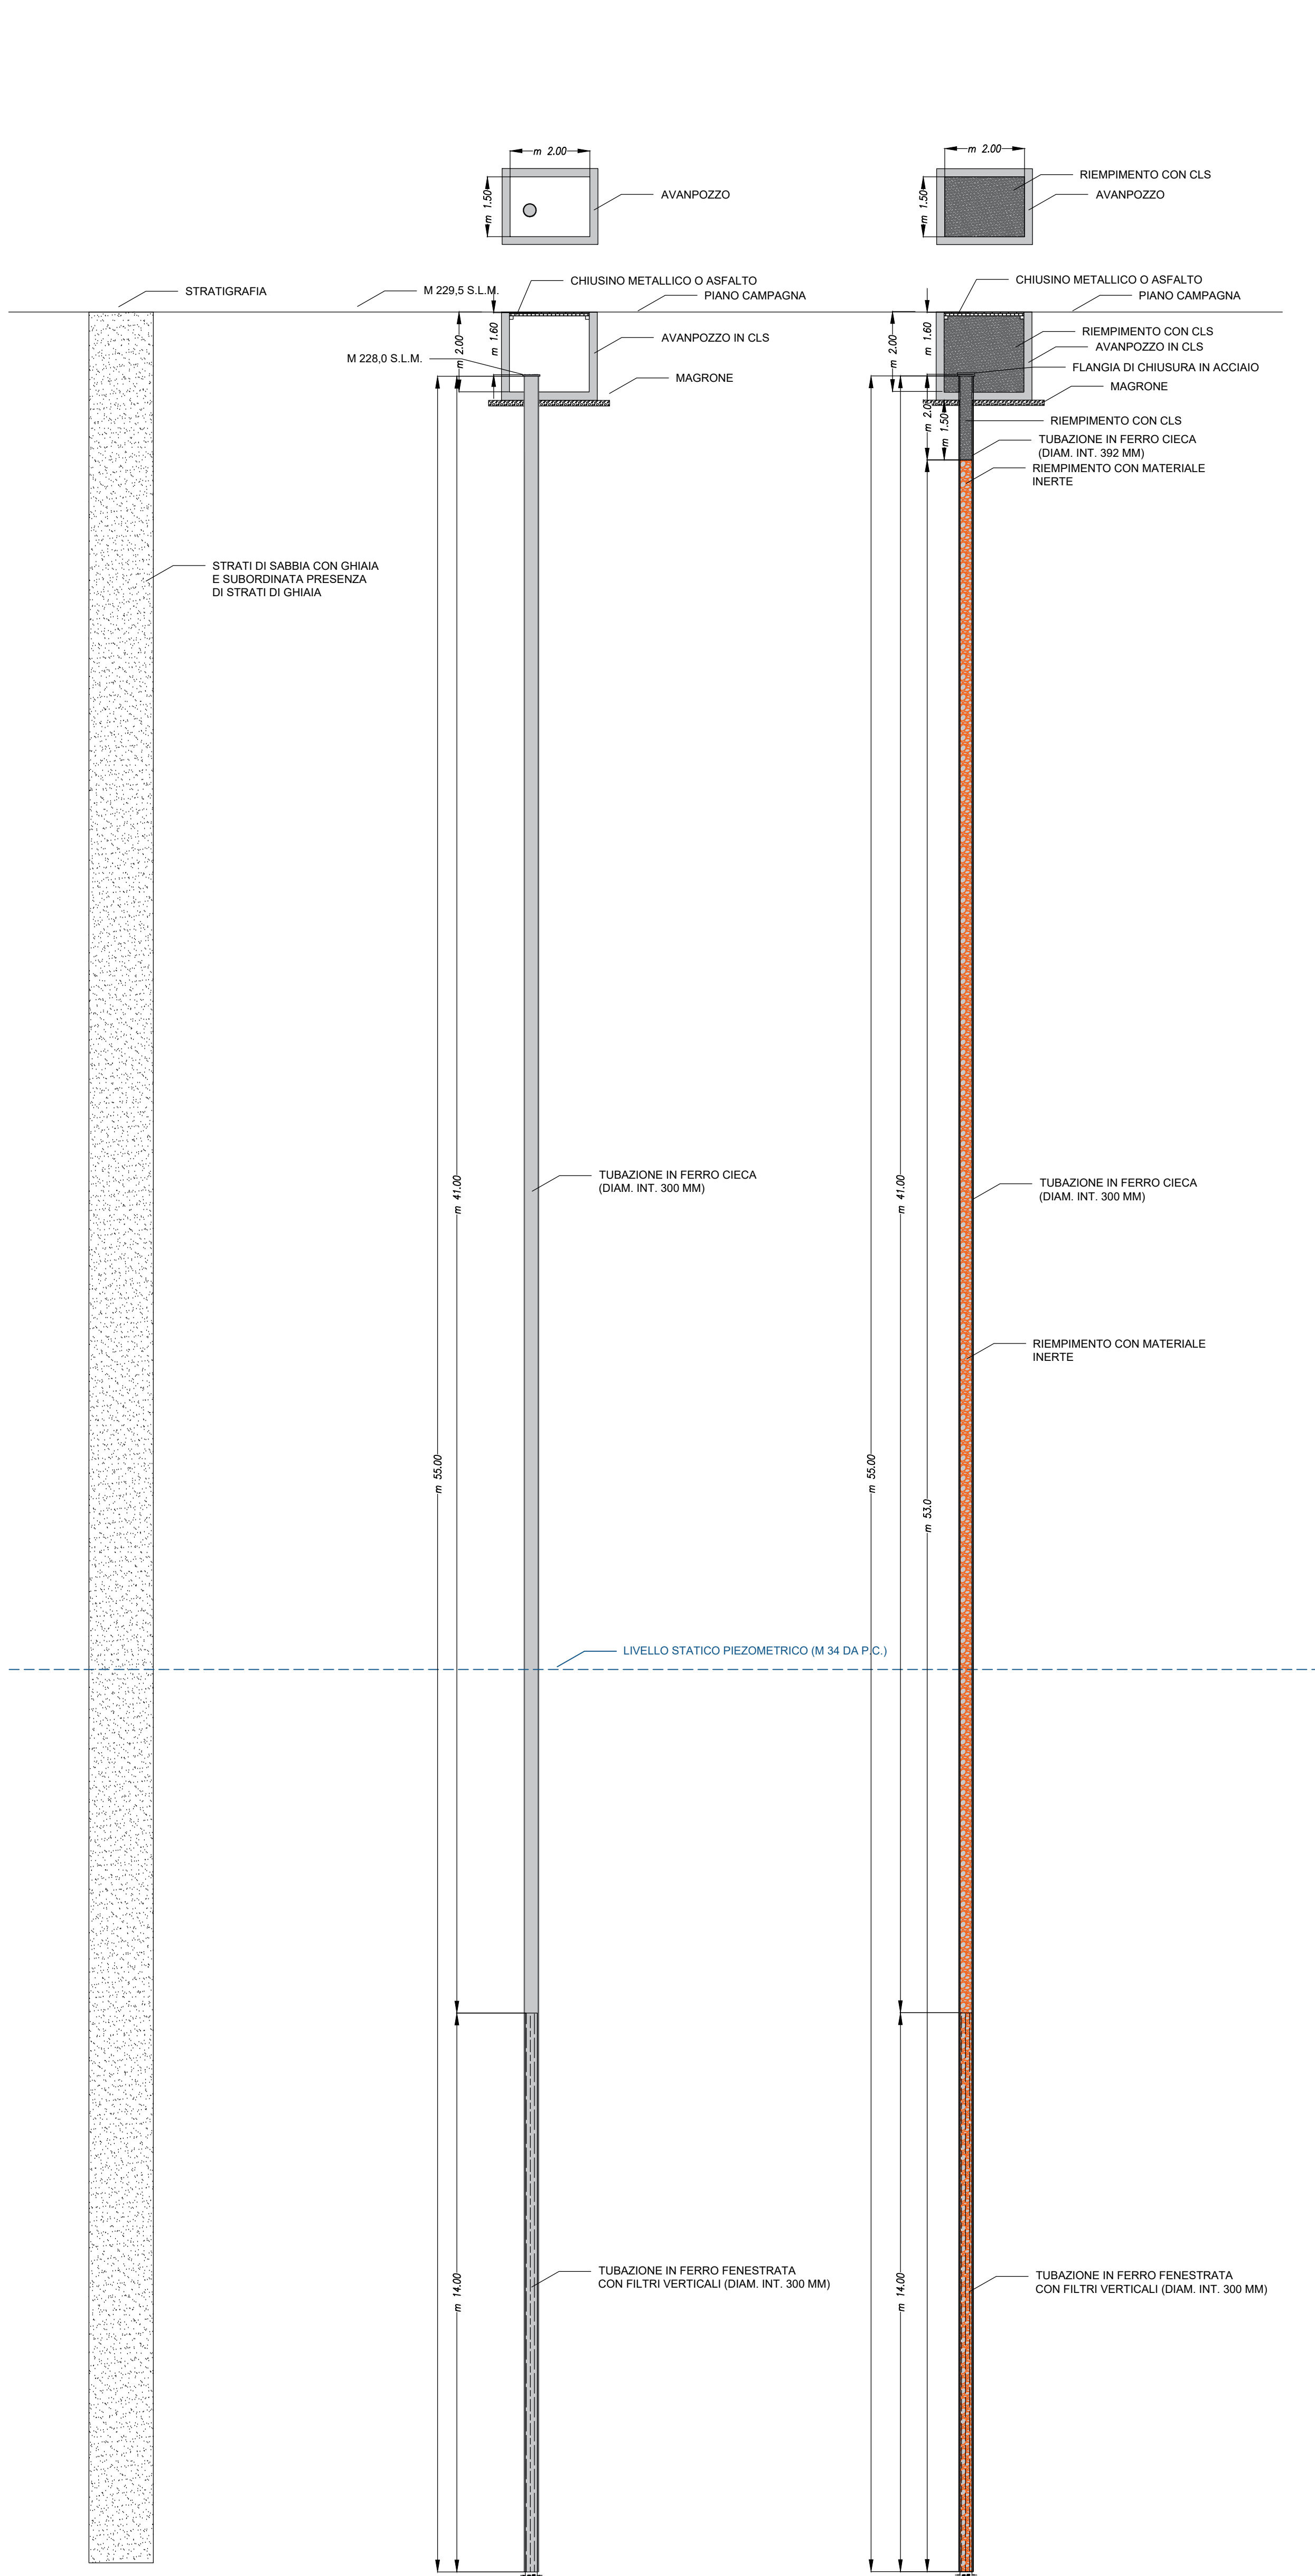 m 2.00
m 2.00
RIEMPIMENTO CON CLS
m 1.50
AVANPOZZO
m 1.50
AVANPOZZO
STRATIGRAFIA
M 229,5 S.L.M.
CHIUSINO METALLICO O ASFALTO
PIANO CAMPAGNA
CHIUSINO METALLICO O ASFALTO
PIANO CAMPAGNA
m 2.00
m 1.60
AVANPOZZO IN CLS
M 228,0 S.L.M.
MAGRONE
m 2.00
m 1.60
RIEMPIMENTO CON CLS
AVANPOZZO IN CLS
FLANGIA DI CHIUSURA IN ACCIAIO
MAGRONE
m 2.0
m 1.50
RIEMPIMENTO CON CLS
TUBAZIONE IN FERRO CIECA
(DIAM. INT. 392 MM)
RIEMPIMENTO CON MATERIALE
INERTE
STRATI DI SABBIA CON GHIAIA
E SUBORDINATA PRESENZA
DI STRATI DI GHIAIA
m 41.00
TUBAZIONE IN FERRO CIECA
(DIAM. INT. 300 MM)
m 41.00
TUBAZIONE IN FERRO CIECA
(DIAM. INT. 300 MM)
RIEMPIMENTO CON MATERIALE
INERTE
m 55.00
m 55.00
m 53.0
LIVELLO STATICO PIEZOMETRICO (M 34 DA P.C.)
m 14.00
TUBAZIONE IN FERRO FENESTRATA
CON FILTRI VERTICALI (DIAM. INT. 300 MM)
m 14.00
TUBAZIONE IN FERRO FENESTRATA
CON FILTRI VERTICALI (DIAM. INT. 300 MM)